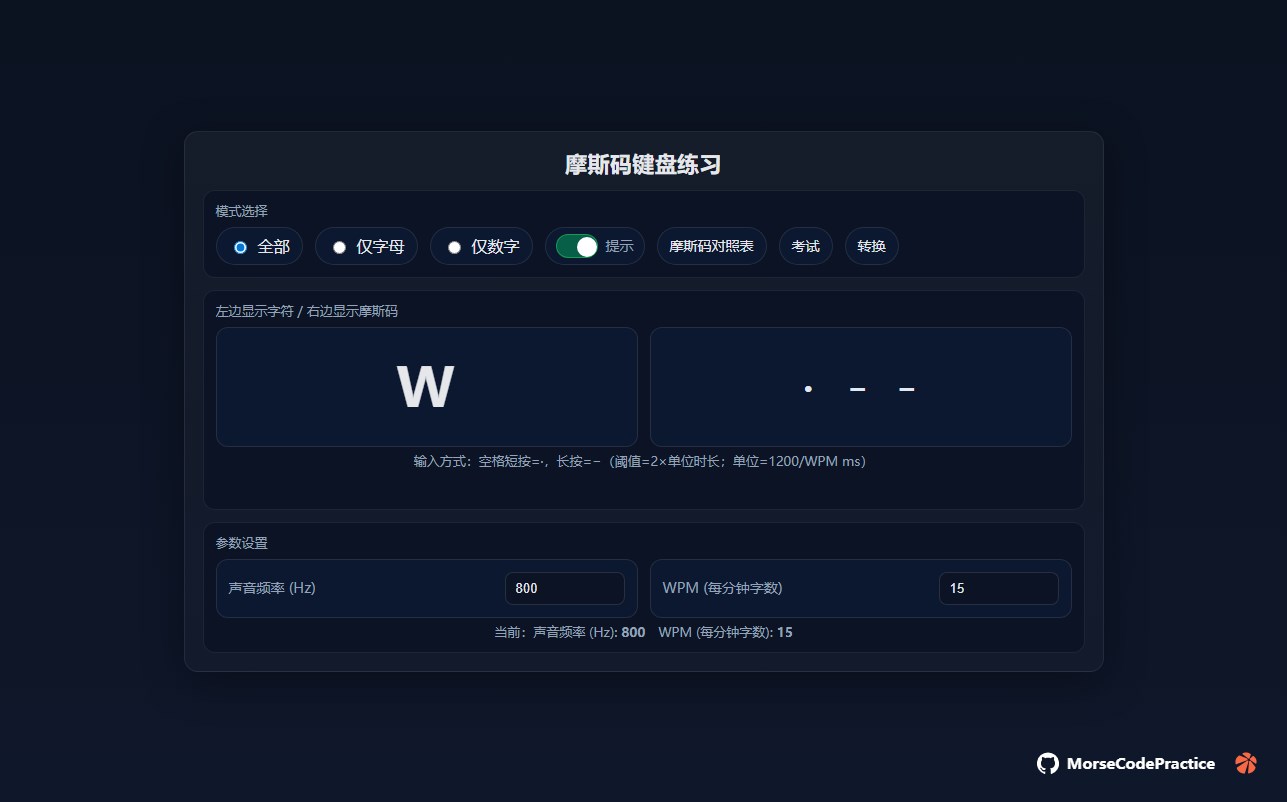 摩斯码键盘练习
模式选择
全部 仅字母 仅数字 提示 摩斯码对照表 考试 转换
左边显示字符 / 右边显示摩斯码
W · – –
输入方式：空格短按=·，长按=–（阈值=2×单位时长；单位=1200/WPM ms）
参数设置
声音频率 (Hz) 800 WPM (每分钟字数) 15
当前：声音频率 (Hz): 800 WPM (每分钟字数): 15
MorseCodePractice